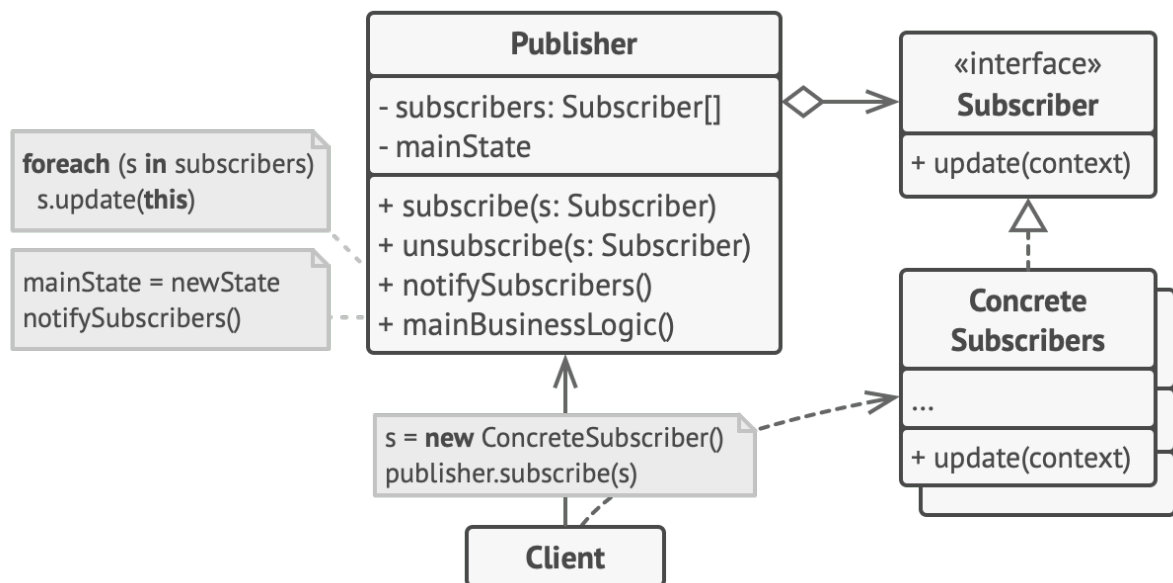 Publisher
- subscribers: Subscriber[]
- mainState
+ subscribe(s: Subscriber)
+ unsubscribe(s: Subscriber)
+ notifySubscribers()
+ mainBusinessLogic()
foreach (s in subscribers)
s.update(this)
mainState = newState
notifySubscribers()
«interface»
Subscriber
+ update(context)
Concrete
Subscribers
...
+ update(context)
s = new ConcreteSubscriber()
publisher.subscribe(s)
Client